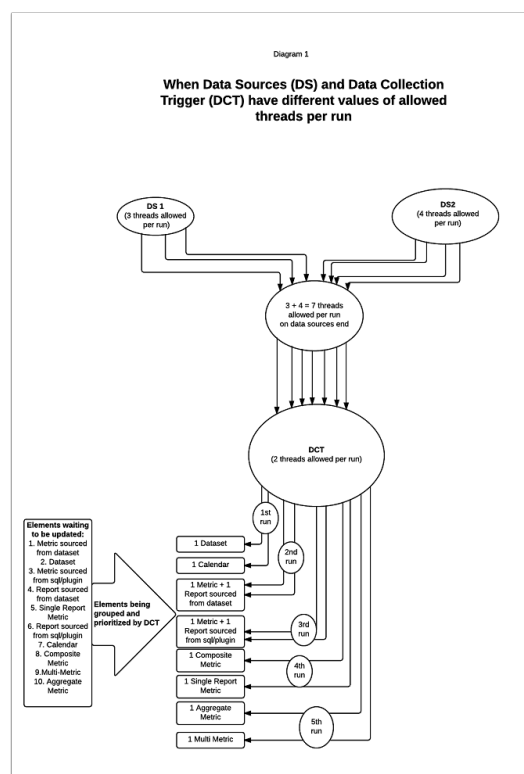 Diagram 1
When Data Sources (DS) and Data Collection
Trigger (DCT) have different values of allowed
threads per run
DS 1
(3 threads allowed
per run)
DS2
(4 threads allowed
per run)
3 + 4 = 7 threads
allowed per run
on data sources end
DCT
(2 threads allowed per run)
1st
run
2nd
run
3rd
run
4th
run
5th
run
Elements waiting
to be updated:
1. Metric sourced
from dataset
2. Dataset
3. Metric sourced
from sql/plugin
4. Report sourced
from dataset
5. Single Report
Metric
6. Report sourced
from sql/plugin
7. Calendar
8. Composite
Metric
9.Multi-Metric
10. Aggregate
Metric
Elements being
grouped and
prioritized by DCT
1 Dataset
1 Calendar
1 Metric + 1
Report sourced
from dataset
1 Metric + 1
Report sourced
from sql/plugin
1 Composite
Metric
1 Single Report
Metric
1 Aggregate
Metric
1 Multi Metric